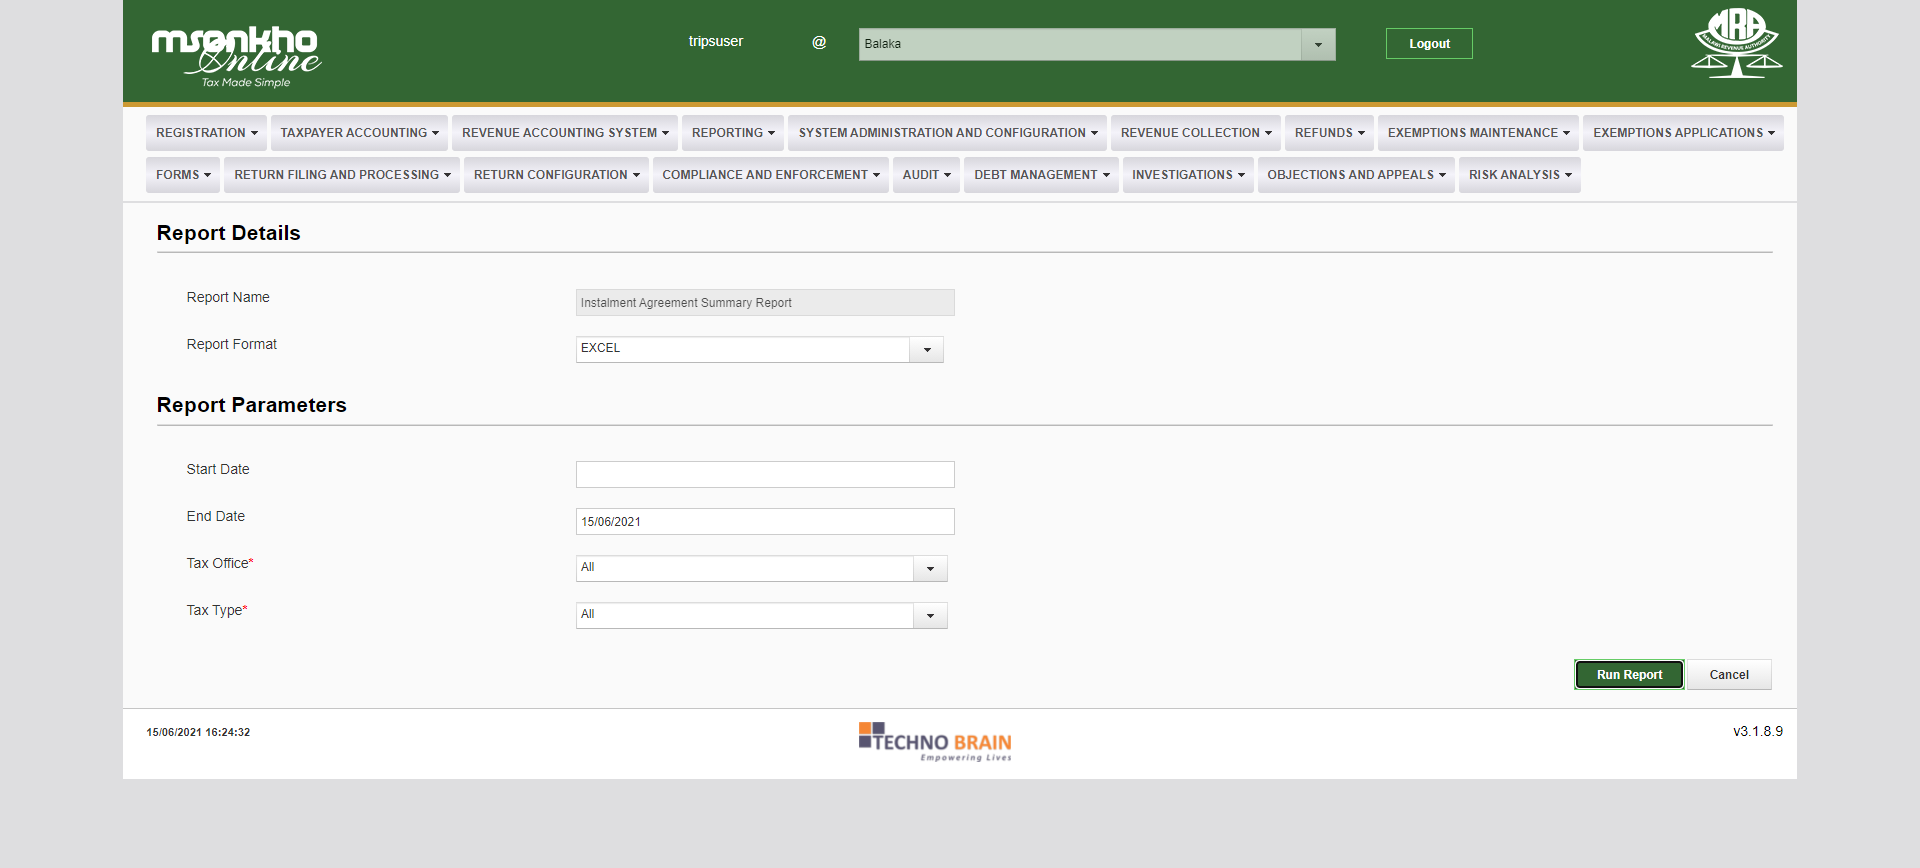 msonkho
Online
Tax Made Simple
tripsuser @ Balaka Logout
MRA
MALAWI REVENUE AUTHORITY
REGISTRATION TAXPAYER ACCOUNTING REVENUE ACCOUNTING SYSTEM REPORTING SYSTEM ADMINISTRATION AND CONFIGURATION REVENUE COLLECTION REFUNDS EXEMPTIONS MAINTENANCE EXEMPTIONS APPLICATIONS
FORMS RETURN FILING AND PROCESSING RETURN CONFIGURATION COMPLIANCE AND ENFORCEMENT AUDIT DEBT MANAGEMENT INVESTIGATIONS OBJECTIONS AND APPEALS RISK ANALYSIS
Report Details
Report Name Instalment Agreement Summary Report
Report Format EXCEL
Report Parameters
Start Date
End Date 15/06/2021
Tax Office* All
Tax Type* All
Run Report Cancel
15/06/2021 16:24:32 TECHNO BRAIN v3.1.8.9
Empowering Lives